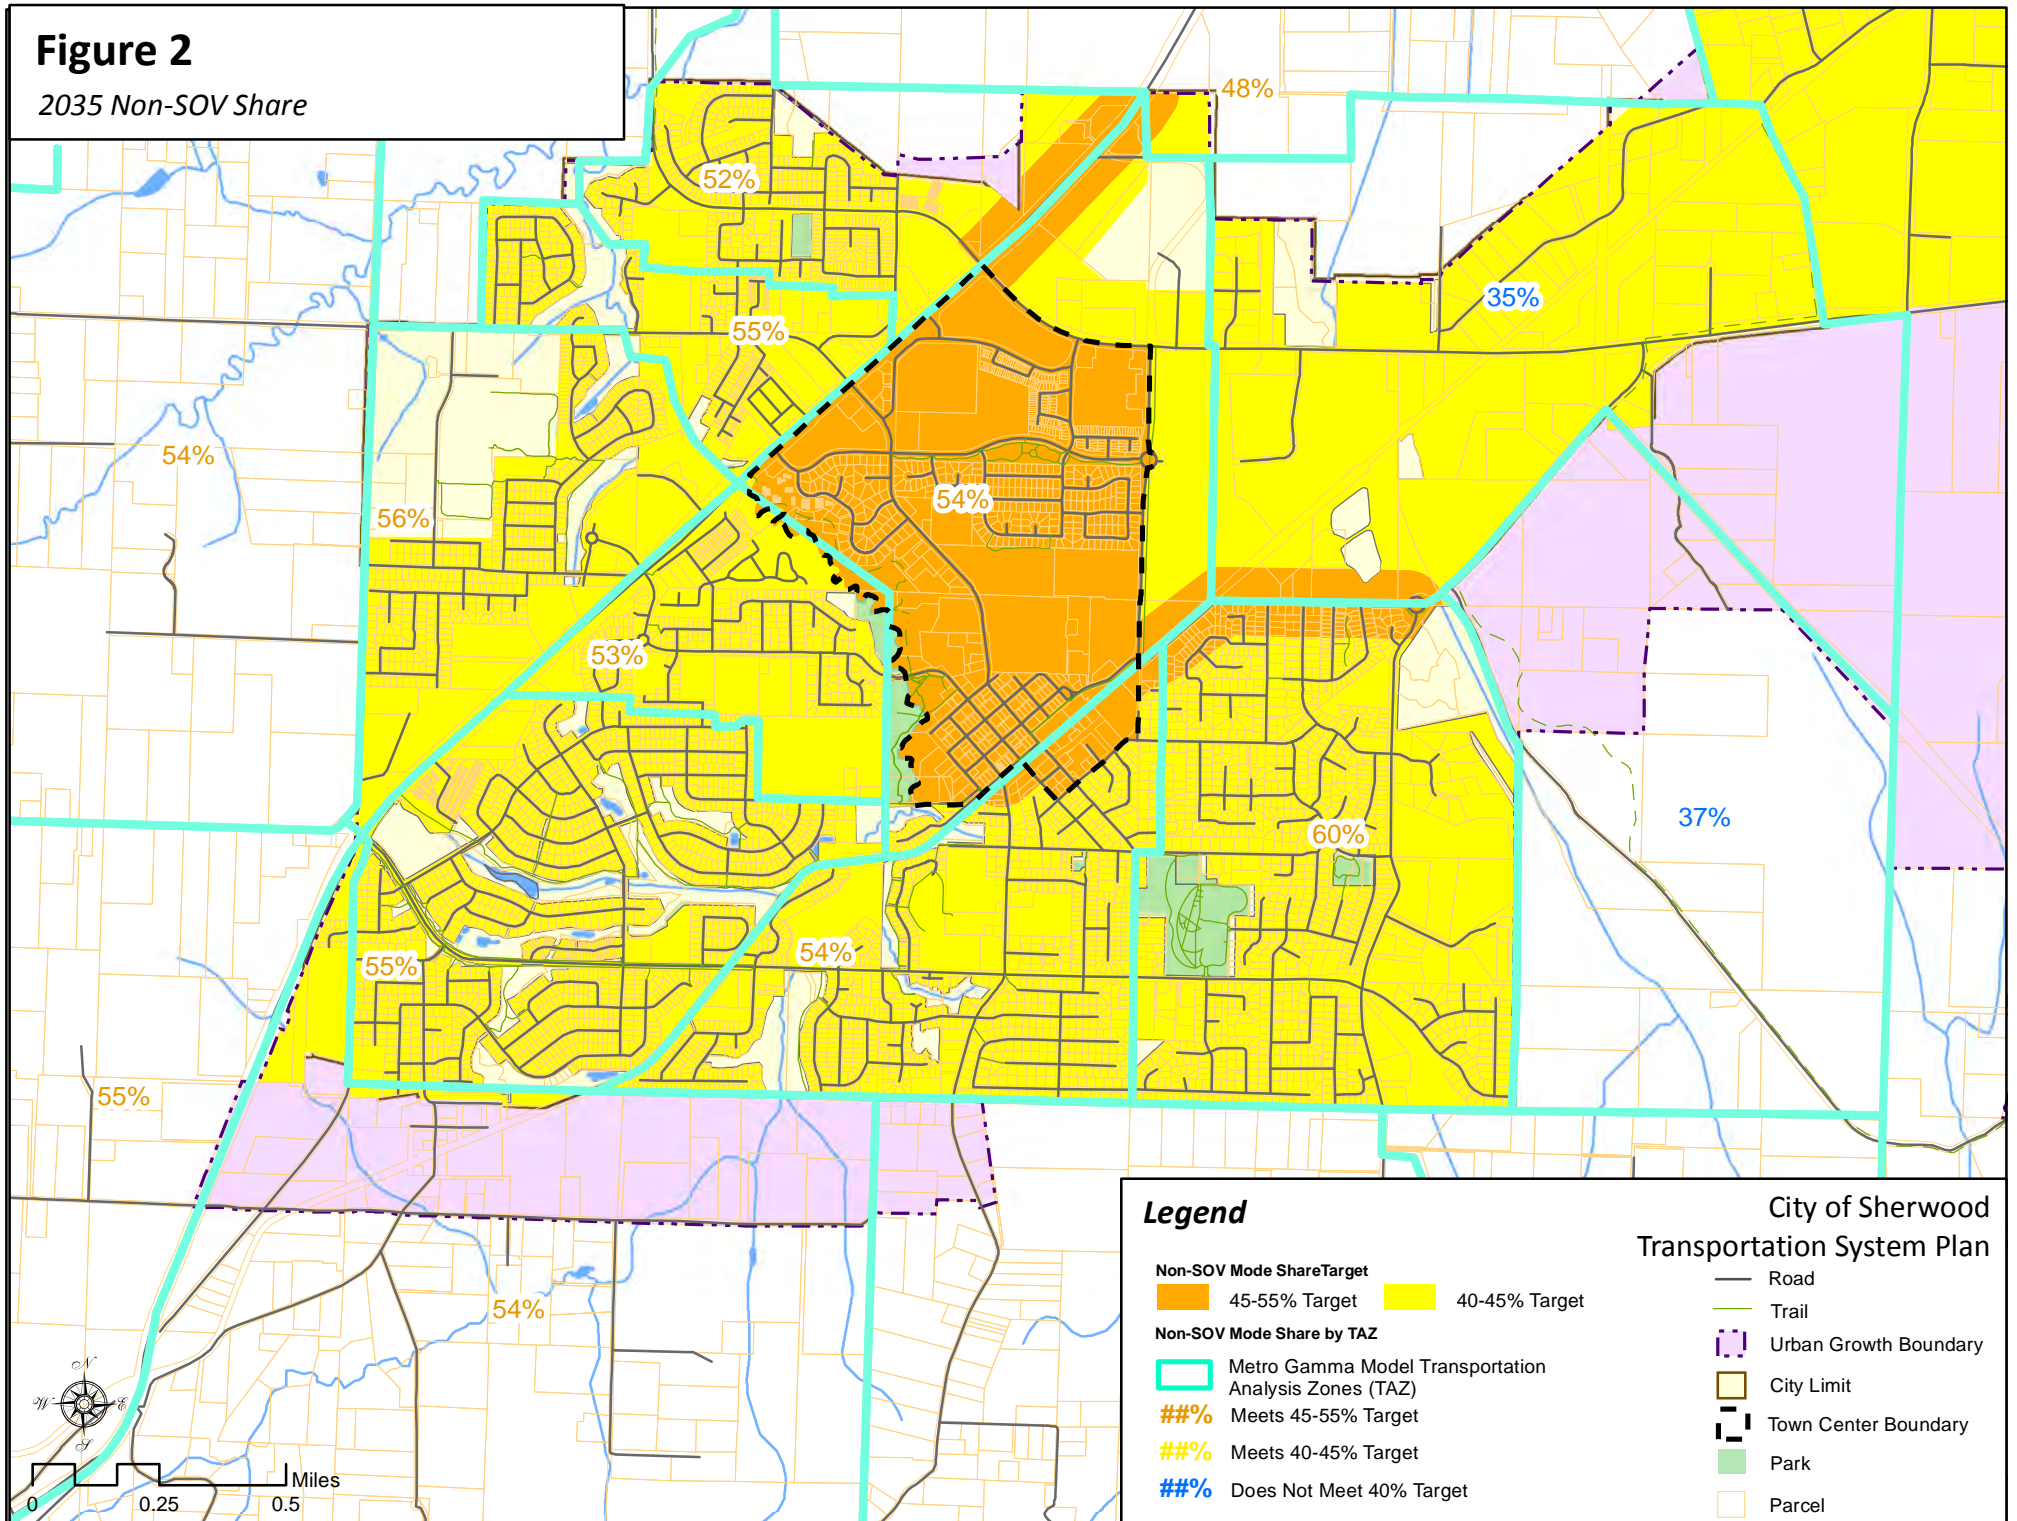 Figure 2
2035 Non-SOV Share
48%
52%
35%
55%
54%
54%
56%
53%
37%
60%
54%
55%
55%
54%
Legend
City of Sherwood
Transportation System Plan
Non-SOV Mode ShareTarget
45-55% Target
40-45% Target
Non-SOV Mode Share by TAZ
Metro Gamma Model Transportation
Analysis Zones (TAZ)
##% Meets 45-55% Target
##% Meets 40-45% Target
##% Does Not Meet 40% Target
Road
Trail
Urban Growth Boundary
City Limit
Town Center Boundary
Park
Parcel
N
W E
S
Miles
0 0.25 0.5